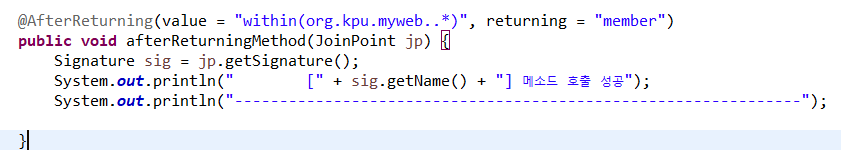 @AfterReturning(value = "within(org.kpu.myweb..*)", returning = "member")
public void afterReturningMethod(JoinPoint jp) {
    Signature sig = jp.getSignature();
    System.out.println("        [" + sig.getName() + "] 메소드 호출 성공");
    System.out.println("---------------------------------------------------------------");

}